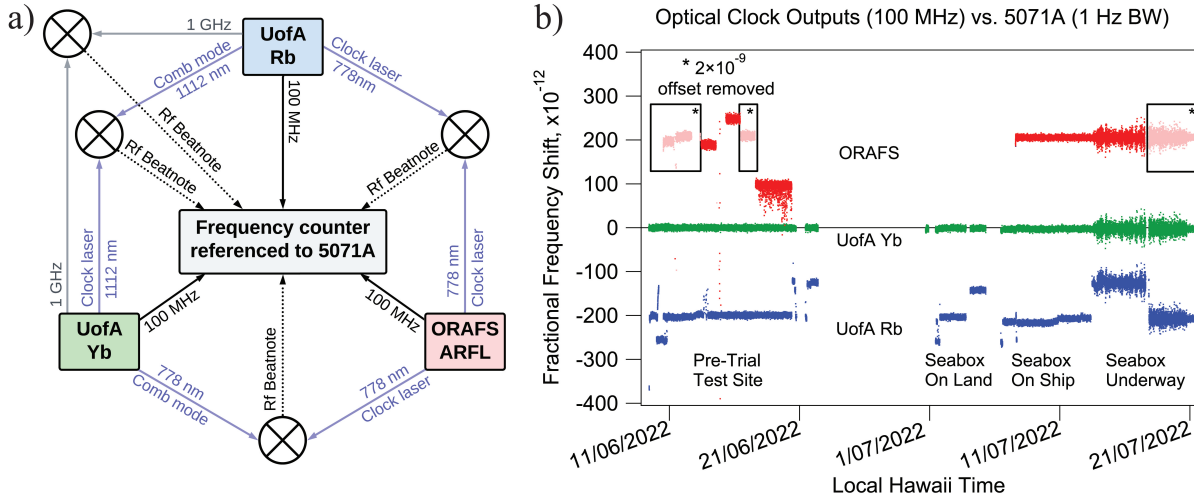 a)
1 GHz
UofA
Rb
Comb mode
1112 nm
Clock laser
778nm
100 MHz
Rf Beatnote
Rf Beatnote
Rf Beatnote
Frequency counter
referenced to 5071A
1 GHz
Clock laser
1112 nm
100 MHz
100 MHz
778 nm
Clock laser
UofA
Yb
ORAFS
ARFL
778 nm
Comb mode
Rf Beatnote
778 nm
Clock laser
b)
Optical Clock Outputs (100 MHz) vs. 5071A (1 Hz BW)
Fractional Frequency Shift, x10-12
400
300
200
100
0
-100
-200
-300
-400
* 2×10-9
offset removed
*
*
*
ORAFS
UofA Yb
UofA Rb
Pre-Trial
Test Site
Seabox
On Land
Seabox
On Ship
Seabox
Underway
11/06/2022
21/06/2022
1/07/2022
11/07/2022
21/07/2022
Local Hawaii Time